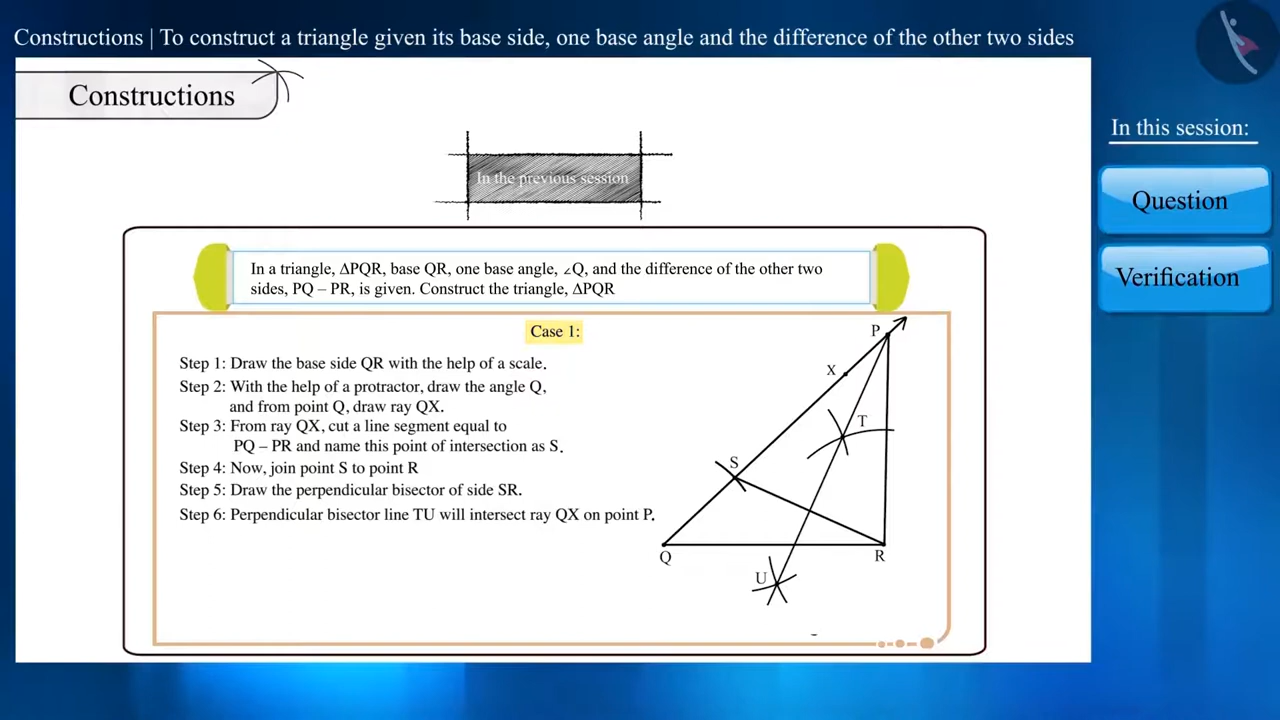 Constructions | To construct a triangle given its base side, one base angle and the difference of the other two sides
Constructions
In this session:
Question
Verification
In the previous session
In a triangle, ΔPQR, base QR, one base angle, ∠Q, and the difference of the other two
sides, PQ – PR, is given. Construct the triangle, ΔPQR
Case 1:
Step 1: Draw the base side QR with the help of a scale.
Step 2: With the help of a protractor, draw the angle Q,
and from point Q, draw ray QX.
Step 3: From ray QX, cut a line segment equal to
PQ – PR and name this point of intersection as S.
Step 4: Now, join point S to point R
Step 5: Draw the perpendicular bisector of side SR.
Step 6: Perpendicular bisector line TU will intersect ray QX on point P.
P
X
T
S
Q
R
U